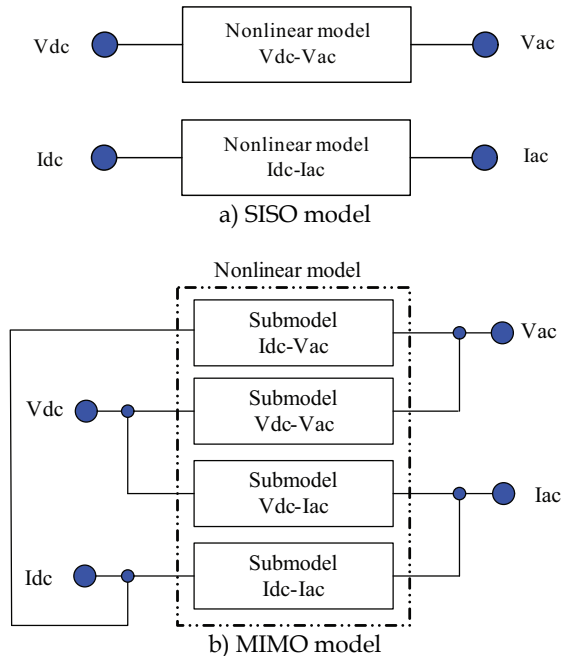 Vdc
Nonlinear model
Vdc-Vac
Vac
Idc
Nonlinear model
Idc-Iac
Iac
a) SISO model
Nonlinear model
Submodel
Idc-Vac
Vac
Vdc
Submodel
Vdc-Vac
Submodel
Vdc-Iac
Iac
Idc
Submodel
Idc-Iac
b) MIMO model